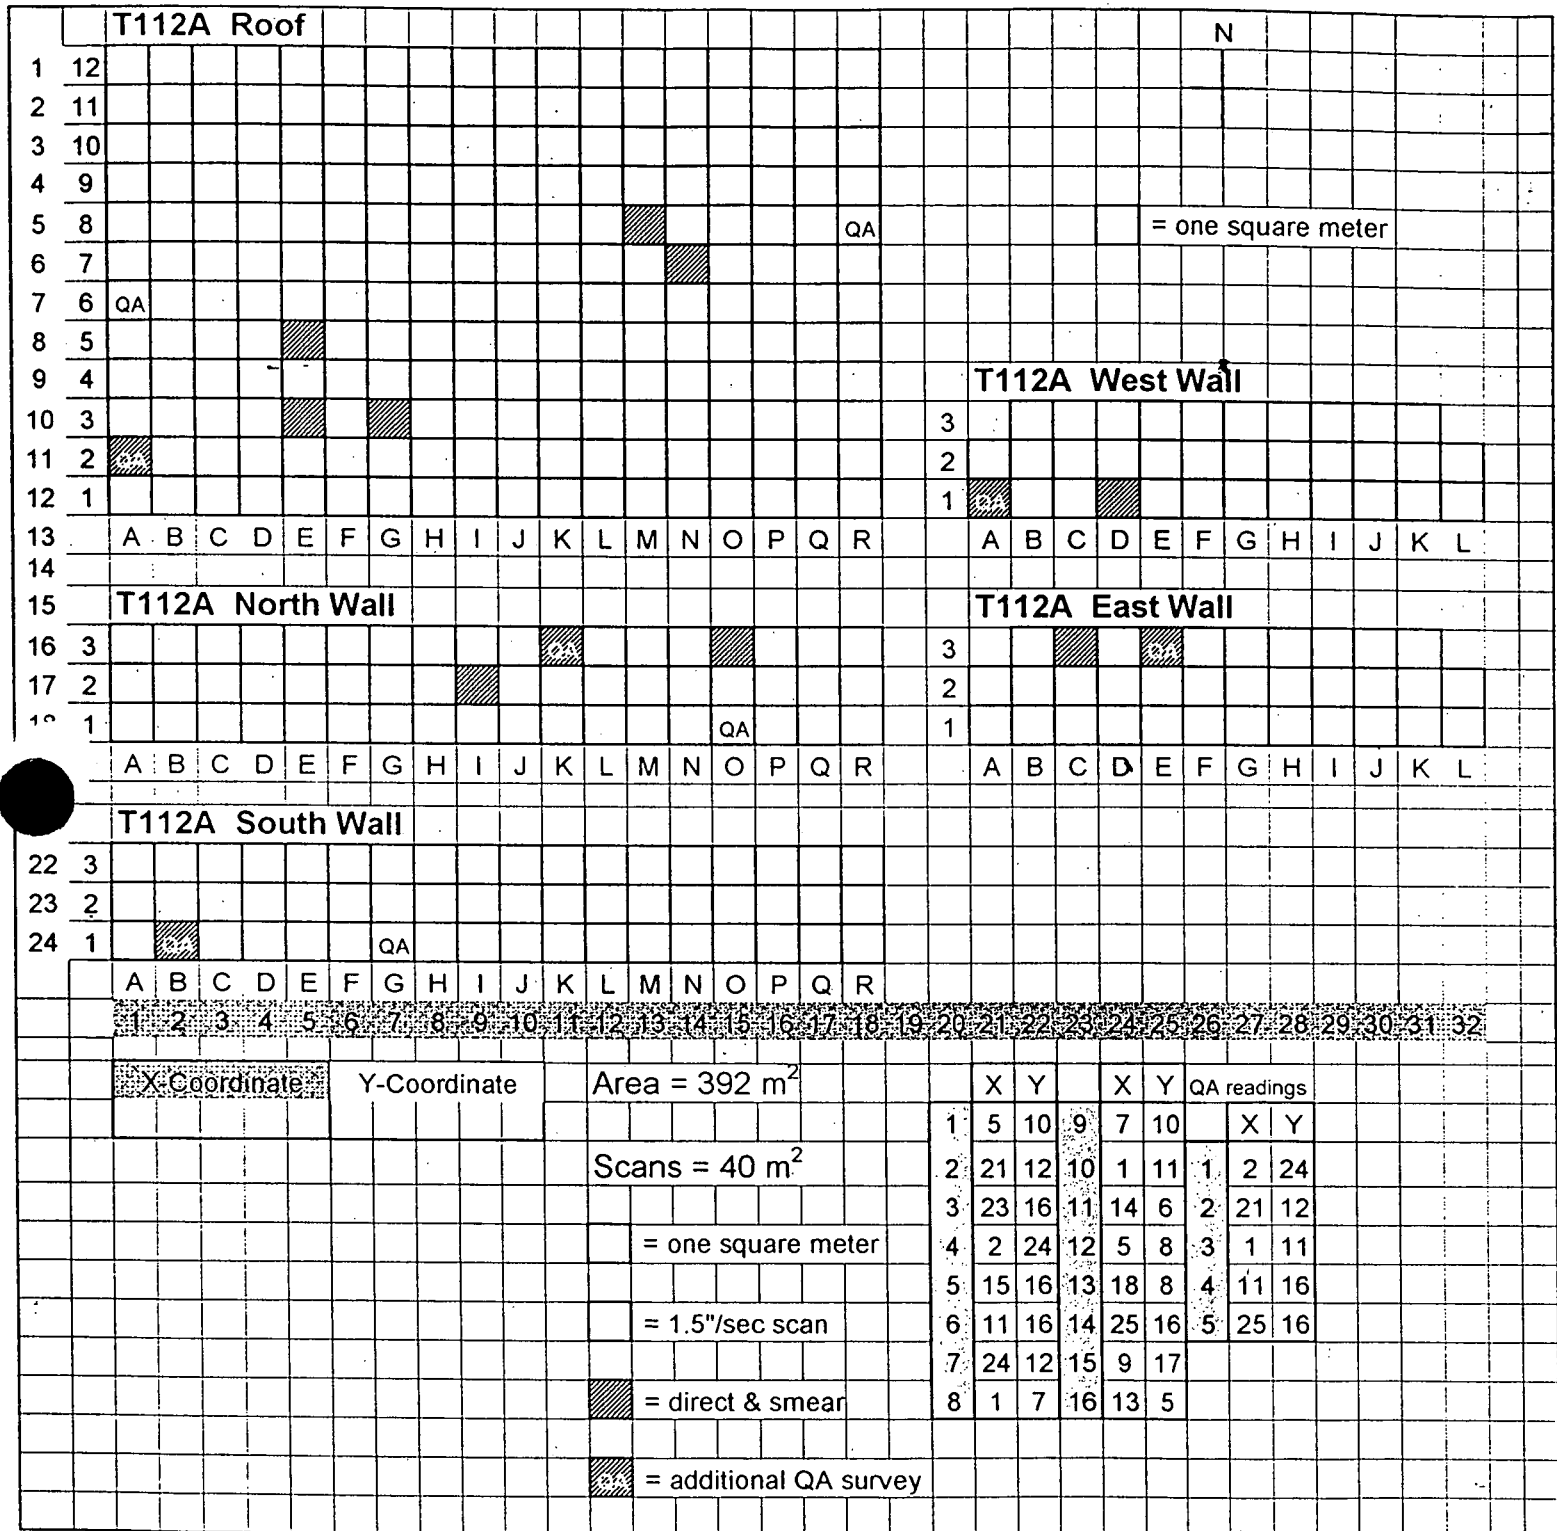 T112A Roof
N
1 12
2 11
3 10
4 9
5 8 QA = one square meter
6 7
7 6 QA
8 5
9 4 T112A West Wall
10 3 3
11 2 QA 2
12 1 1 QA
13 A B C D E F G H I J K L M N O P Q R A B C D E F G H I J K L
14
15 T112A North Wall T112A East Wall
16 3 QA 3 QA
17 2 2
1 QA 1
A B C D E F G H I J K L M N O P Q R A B C D E F G H I J K L
T112A South Wall
22 3
23 2
24 1 QA QA
A B C D E F G H I J K L M N O P Q R
1 2 3 4 5 6 7 8 9 10 11 12 13 14 15 16 17 18 19 20 21 22 23 24 25 26 27 28 29 30 31 32
X-Coordinate Y-Coordinate Area = 392 m² X Y X Y QA readings
1 5 10 9 7 10 X Y
Scans = 40 m² 2 21 12 10 1 11 1 2 24
3 23 16 11 14 6 2 21 12
= one square meter 4 2 24 12 5 8 3 1 11
5 15 16 13 18 8 4 11 16
= 1.5"/sec scan 6 11 16 14 25 16 5 25 16
7 24 12 15 9 17
= direct & smear 8 1 7 16 13 5
QA = additional QA survey